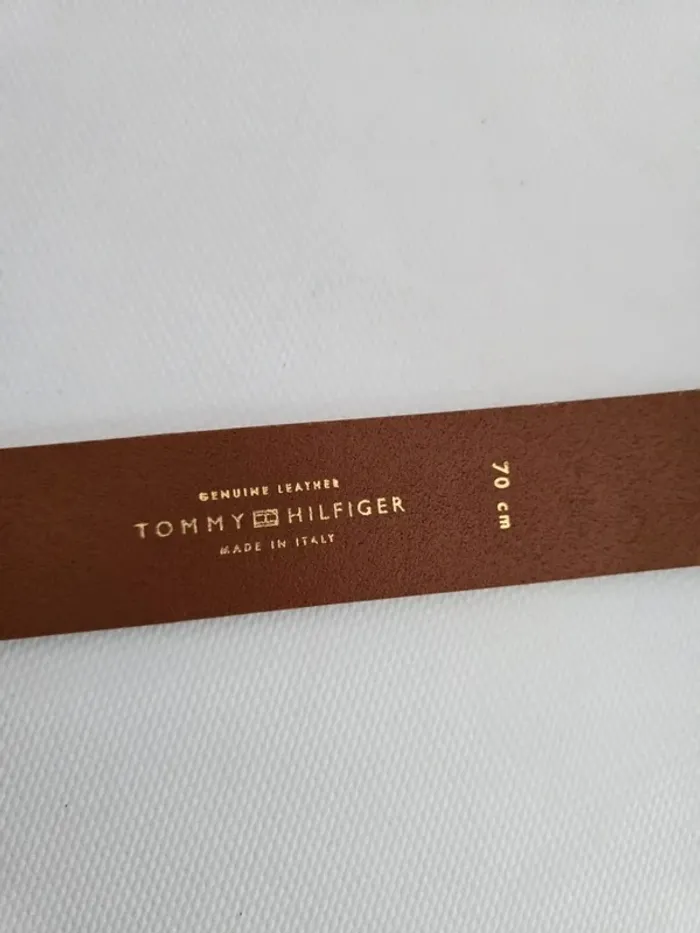 GENUINE LEATHER
TOMMY HILFIGER
MADE IN ITALY
70 cm